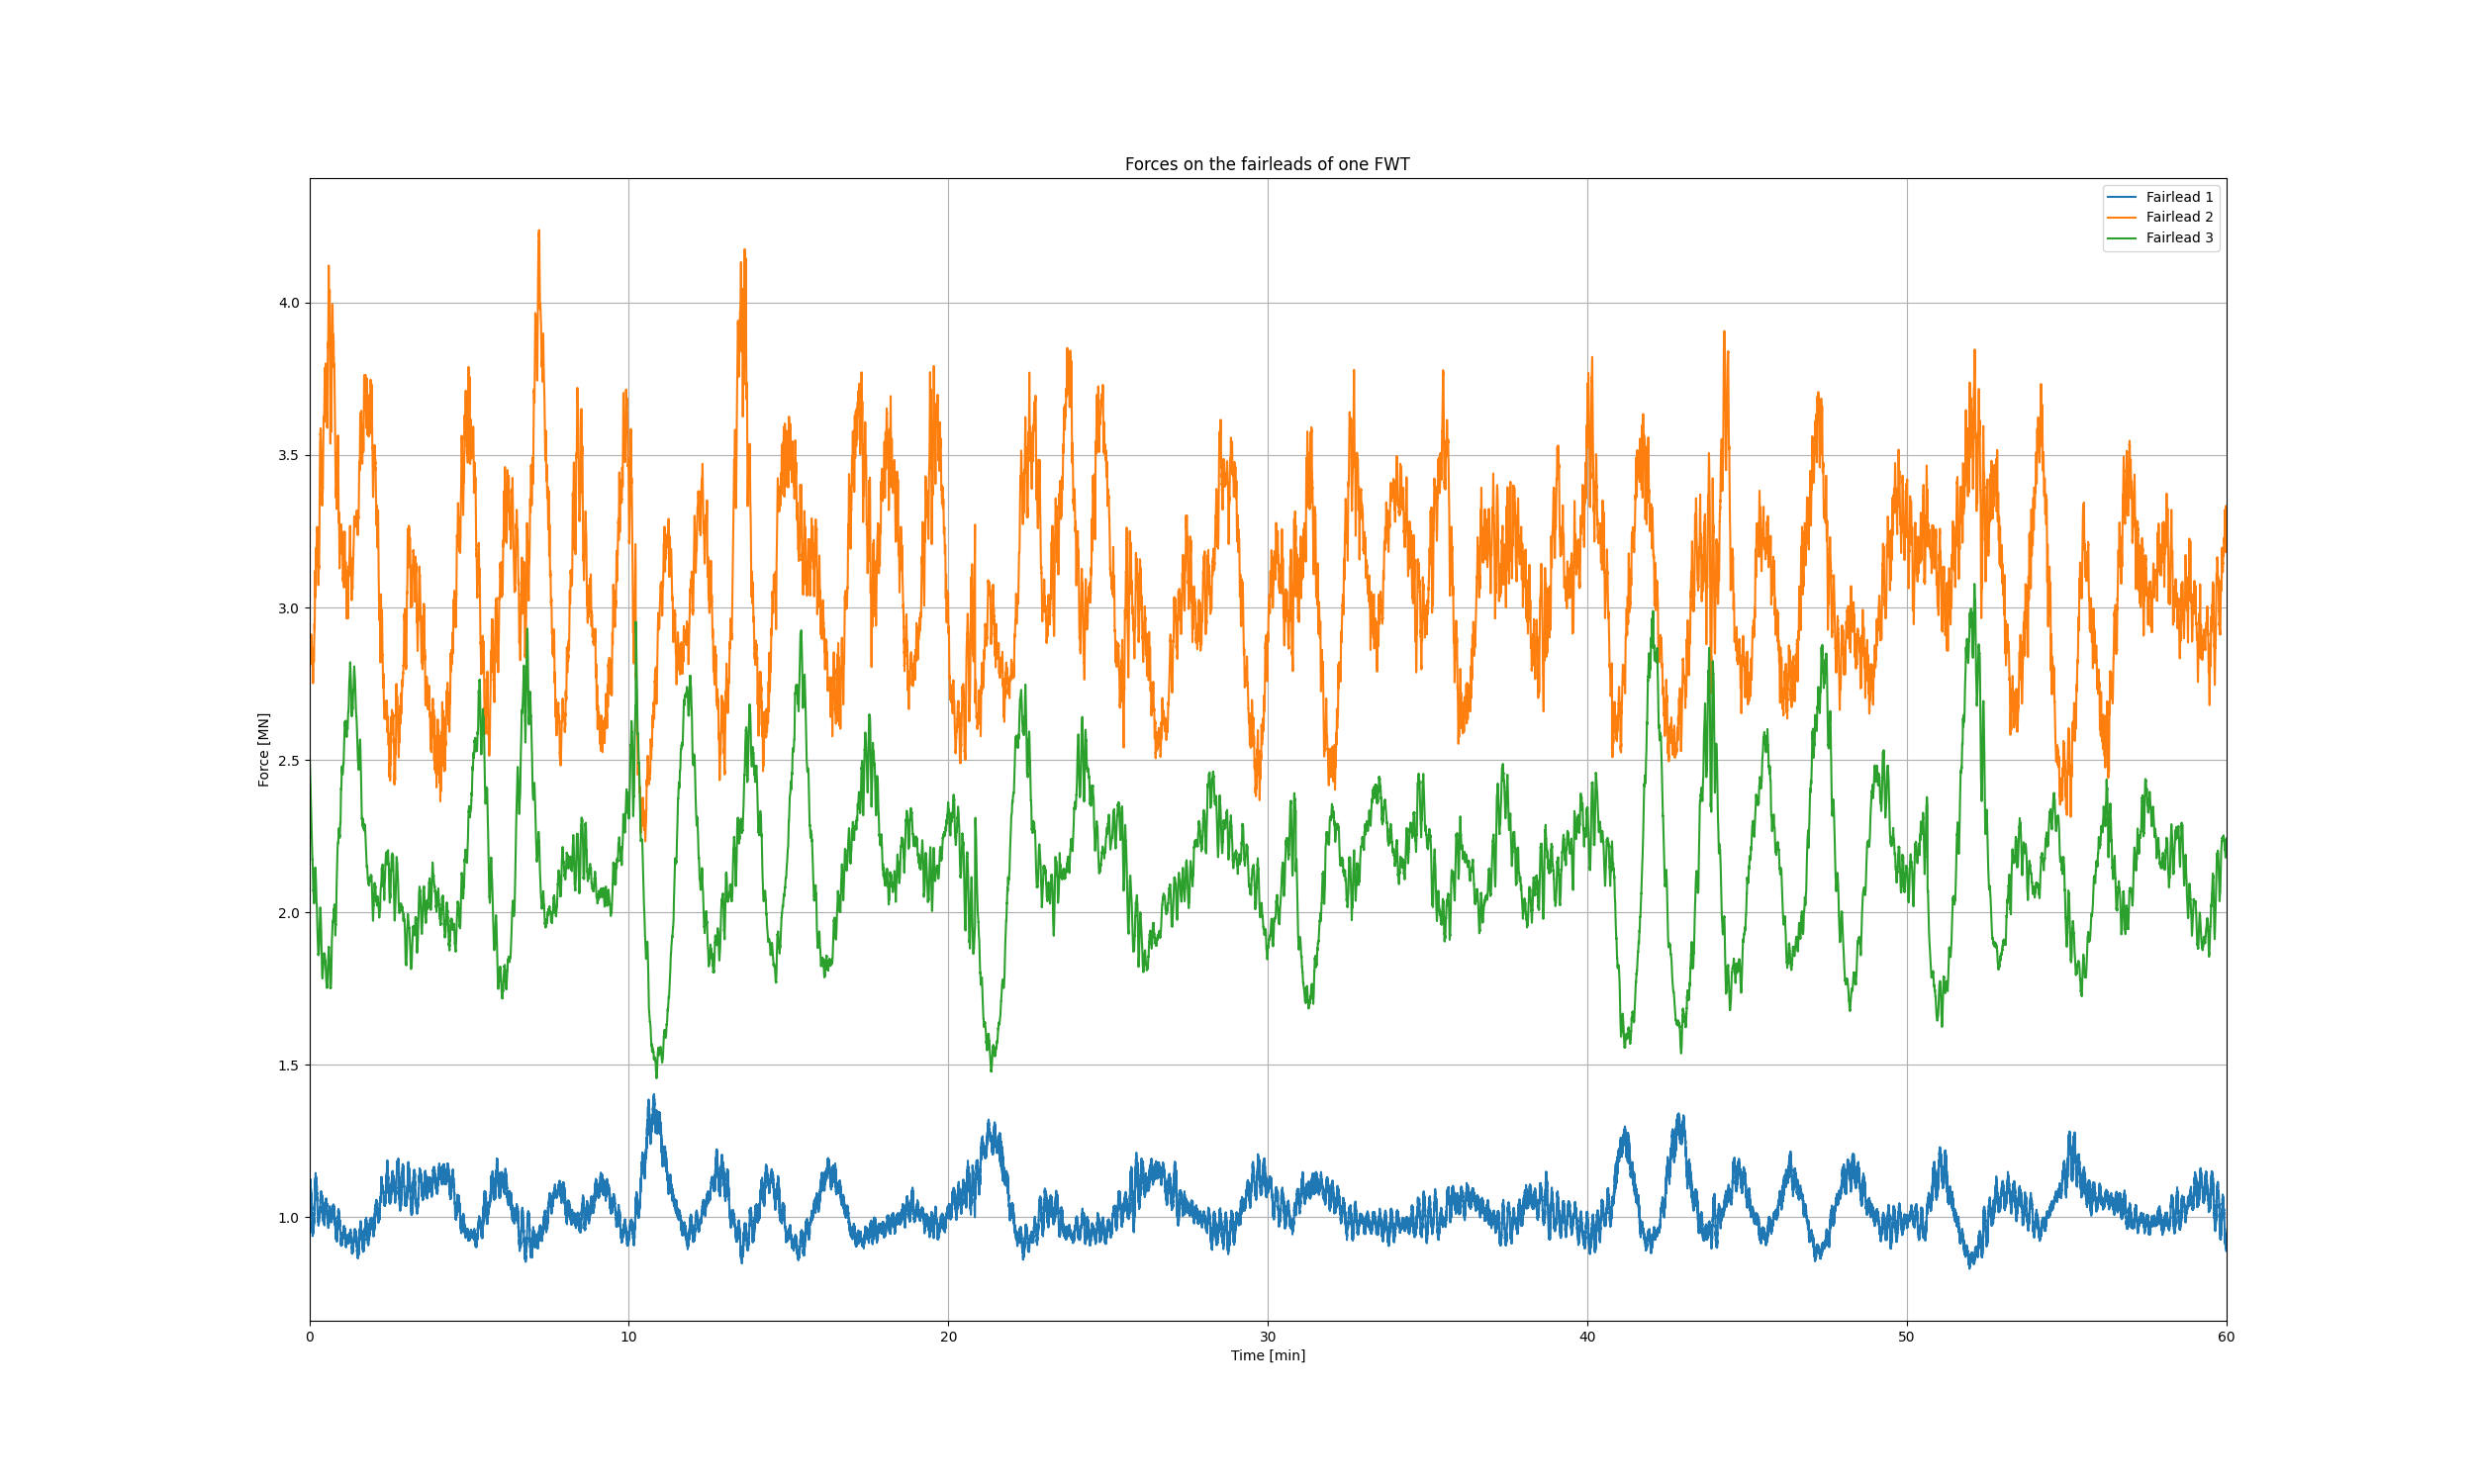 Forces on the fairleads of one FWT
Fairlead 1
Fairlead 2
Fairlead 3
Force [MN]
4.0
3.5
3.0
2.5
2.0
1.5
1.0
0 10 20 30 40 50 60
Time [min]